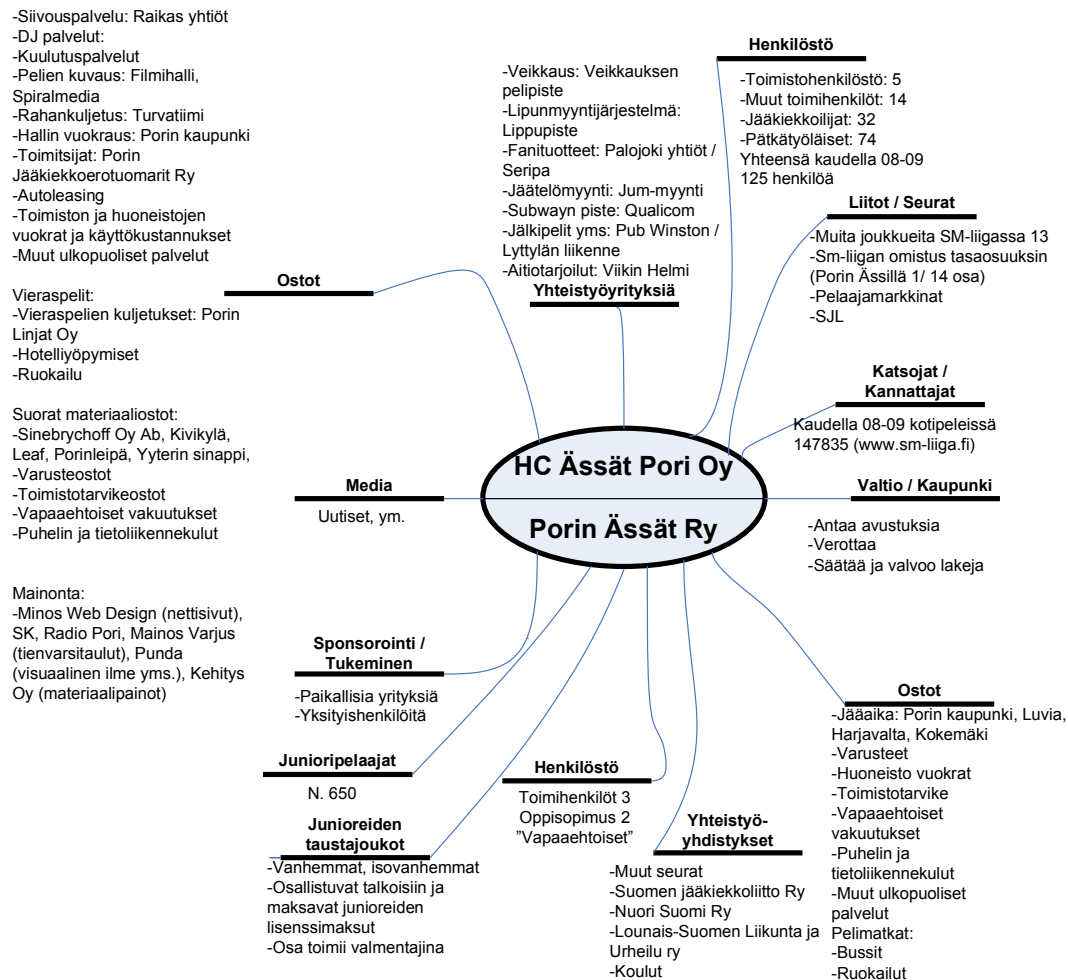 -Siivouspalvelu: Raikas yhtiöt
-DJ palvelut:
-Kuulutuspalvelut
-Pelien kuvaus: Filmihalli,
Spiralmedia
-Rahankuljetus: Turvatiimi
-Hallin vuokraus: Porin kaupunki
-Toimitsijat: Porin
Jääkiekkoerotuomarit Ry
-Autoleasing
-Toimiston ja huoneistojen
vuokrat ja käyttökustannukset
-Muut ulkopuoliset palvelut
Ostot
Vieraspelit:
-Vieraspelien kuljetukset: Porin
Linjat Oy
-Hotelliyöpymiset
-Ruokailu
Suorat materiaaliostot:
-Sinebrychoff Oy Ab, Kivikylä,
Leaf, Porinleipä, Yyterin sinappi,
-Varusteostot
-Toimistotarvikeostot
-Vapaaehtoiset vakuutukset
-Puhelin ja tietoliikennekulut
Mainonta:
-Minos Web Design (nettisivut),
SK, Radio Pori, Mainos Varjus
(tienvarsitaulut), Punda
(visuaalinen ilme yms.), Kehitys
Oy (materiaalipainot)
-Veikkaus: Veikkauksen
pelipiste
-Lipunmyyntijärjestelmä:
Lippupiste
-Fanituotteet: Palojoki yhtiöt /
Seripa
-Jäätelömyynti: Jum-myynti
-Subwayn piste: Qualicom
-Jälkipelit yms: Pub Winston /
Lyttylän liikenne
-Aitiotarjoilut: Viikin Helmi
Yhteistyöyrityksiä
Henkilöstö
-Toimistohenkilöstö: 5
-Muut toimihenkilöt: 14
-Jääkiekkoilijat: 32
-Pätkätyöläiset: 74
Yhteensä kaudella 08-09
125 henkilöä
Liitot / Seurat
-Muita joukkueita SM-liigassa 13
-Sm-liigan omistus tasaosuuksin
(Porin Ässillä 1/ 14 osa)
-Pelaajamarkkinat
-SJL
Katsojat /
Kannattajat
Kaudella 08-09 kotipeleissä
147835 (www.sm-liiga.fi)
HC Ässät Pori Oy
Porin Ässät Ry
Media
Uutiset, ym.
Valtio / Kaupunki
-Antaa avustuksia
-Verottaa
-Säätää ja valvoo lakeja
Sponsorointi /
Tukeminen
-Paikallisia yrityksiä
-Yksityishenkilöitä
Junioripelaajat
N. 650
Junioreiden
taustajoukot
-Vanhemmat, isovanhemmat
-Osallistuvat talkoisiin ja
maksavat junioreiden
lisenssimaksut
-Osa toimii valmentajina
Henkilöstö
Toimihenkilöt 3
Oppisopimus 2
”Vapaaehtoiset”
Yhteistyö-
yhdistykset
-Muut seurat
-Suomen jääkiekkoliitto Ry
-Nuori Suomi Ry
-Lounais-Suomen Liikunta ja
Urheilu ry
-Koulut
Ostot
-Jääaika: Porin kaupunki, Luvia,
Harjavalta, Kokemäki
-Varusteet
-Huoneisto vuokrat
-Toimistotarvike
-Vapaaehtoiset
vakuutukset
-Puhelin ja
tietoliikennekulut
-Muut ulkopuoliset
palvelut
Pelimatkat:
-Bussit
-Ruokailut